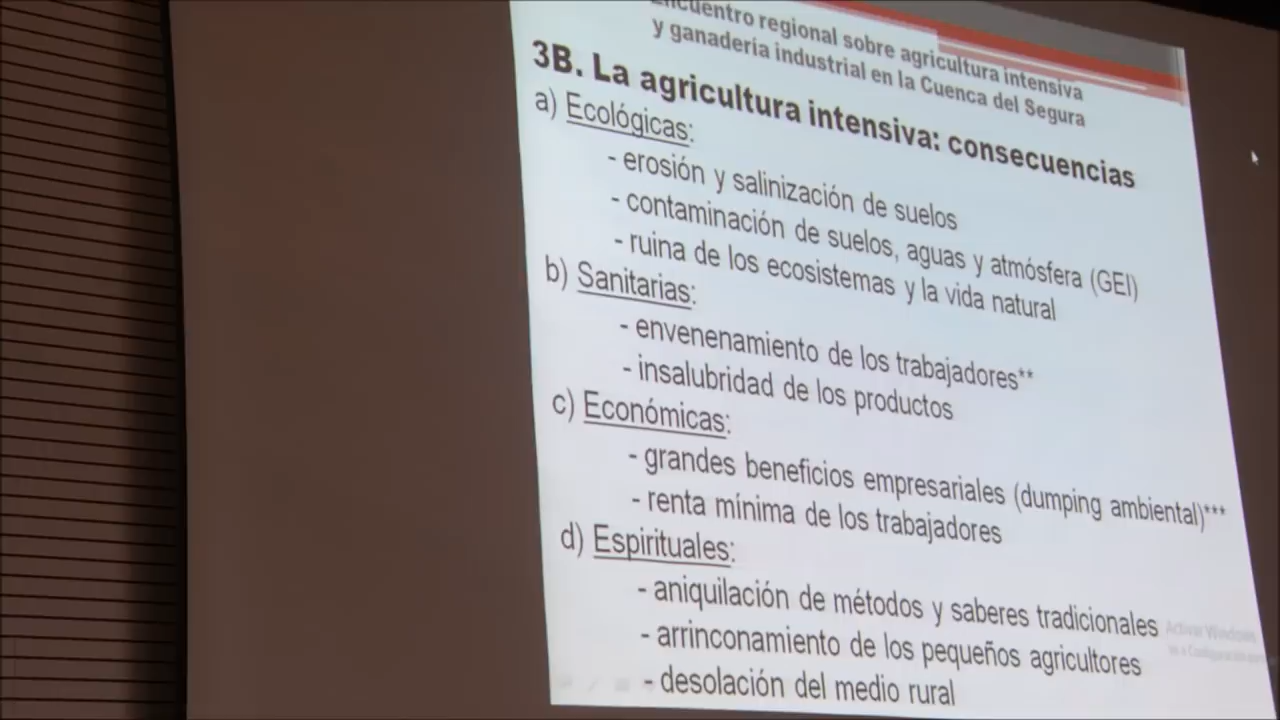 Encuentro regional sobre agricultura intensiva
y ganadería industrial en la Cuenca del Segura
3B. La agricultura intensiva: consecuencias
a) Ecológicas:
- erosión y salinización de suelos
- contaminación de suelos, aguas y atmósfera (GEI)
- ruina de los ecosistemas y la vida natural
b) Sanitarias:
- envenenamiento de los trabajadores**
- insalubridad de los productos
c) Económicas:
- grandes beneficios empresariales (dumping ambiental)***
- renta mínima de los trabajadores
d) Espirituales:
- aniquilación de métodos y saberes tradicionales
- arrinconamiento de los pequeños agricultores
- desolación del medio rural
Activar Windows